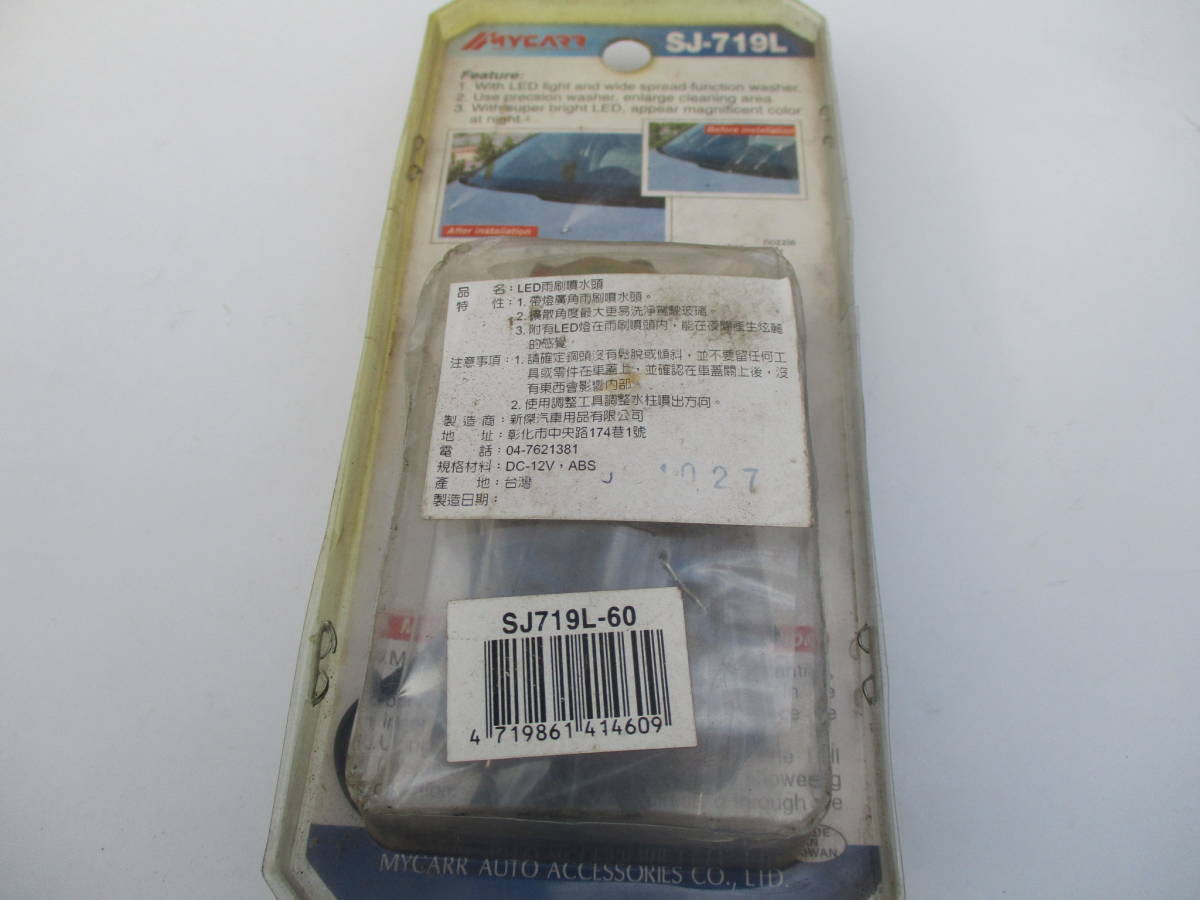 MYCARR SJ-719L
Feature:
1. With LED light and wide spread function washer.
2. Use precision washer, enlarge cleaning area.
3. With super bright LED, appear magnificent color
at night.
Before installation
After installation
nozzle
品 名：LED雨刷噴水頭
特 性：1. 帶燈廣角雨刷噴水頭。
2. 擴散角度最大更易洗淨駕駛玻璃。
3. 附有LED燈在雨刷噴頭內，能在夜間產生炫麗
的感覺。
注意事項：1. 請確定銅頭沒有鬆脫或傾斜，並不要留任何工
具或零件在車蓋上，並確認在車蓋關上後，沒
有東西會影響內部
2. 使用調整工具調整水柱噴出方向。
製造商：新傑汽車用品有限公司
地 址：彰化市中央路174巷1號
電 話：04-7621381
規格材料：DC-12V，ABS
產 地：台灣
製造日期：
27
SJ719L-60
4 719861 414609
through
MYCARR AUTO ACCESSORIES CO., LTD.